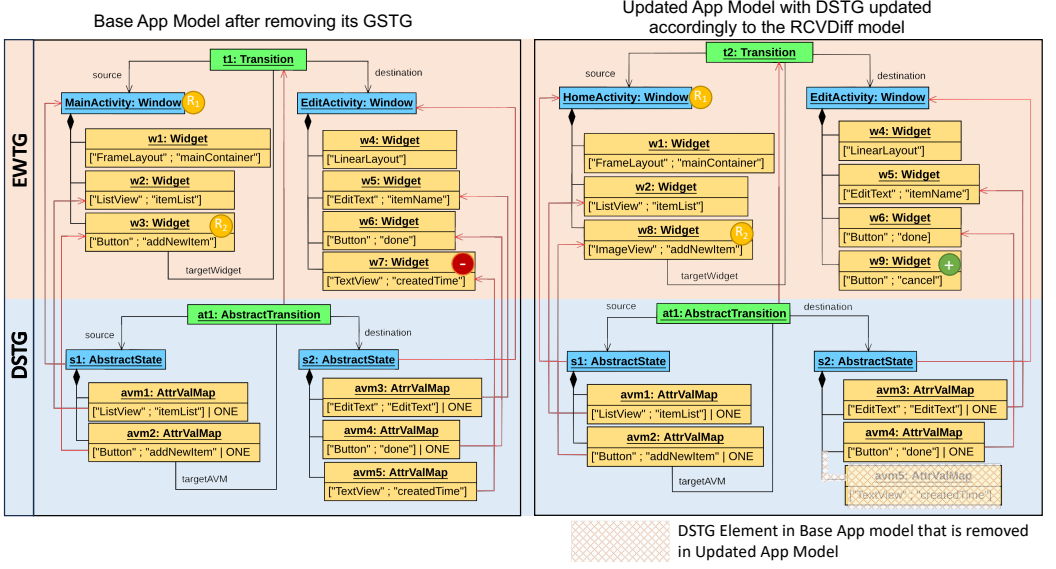 Base App Model after removing its GSTG
EWTG
DSTG
t1: Transition
source
destination
MainActivity: Window
R1
EditActivity: Window
w1: Widget
["FrameLayout" ; "mainContainer"]
w2: Widget
["ListView" ; "itemList"]
w3: Widget
R2
["Button" ; "addNewItem"]
targetWidget
w4: Widget
["LinearLayout"]
w5: Widget
["EditText" ; "itemName"]
w6: Widget
["Button" ; "done"]
w7: Widget
-
["TextView" ; "createdTime"]
at1: AbstractTransition
source
destination
s1: AbstractState
s2: AbstractState
avm1: AttrValMap
["ListView" ; "itemList"] | ONE
avm2: AttrValMap
["Button" ; "addNewItem" | ONE
targetAVM
avm3: AttrValMap
["EditText" ; "EditText"] | ONE
avm4: AttrValMap
["Button" ; "done"] | ONE
avm5: AttrValMap
["TextView" ; "createdTime"]
Updated App Model with DSTG updated
accordingly to the RCVDiff model
t2: Transition
source
destination
HomeActivity: Window
R1
EditActivity: Window
w1: Widget
["FrameLayout" ; "mainContainer"]
w2: Widget
["ListView" ; "itemList"]
w8: Widget
R2
["ImageView" ; "addNewItem"]
targetWidget
w4: Widget
["LinearLayout"]
w5: Widget
["EditText" ; "itemName"]
w6: Widget
["Button" ; "done]
w9: Widget
+
["Button" ; "cancel"]
at1: AbstractTransition
source
destination
s1: AbstractState
s2: AbstractState
avm1: AttrValMap
["ListView" ; "itemList"] | ONE
avm2: AttrValMap
["Button" ; "addNewItem" | ONE
targetAVM
avm3: AttrValMap
["EditText" ; "EditText"] | ONE
avm4: AttrValMap
["Button" ; "done"] | ONE
avm5: AttrValMap
["TextView" ; "createdTime"]
DSTG Element in Base App model that is removed
in Updated App Model